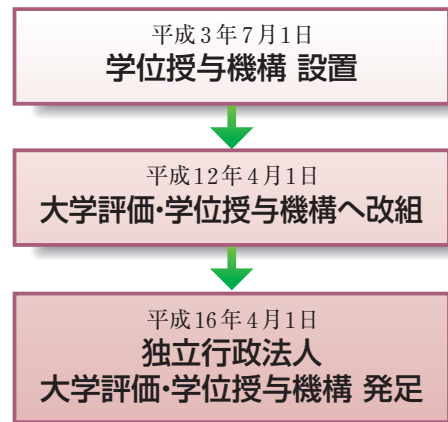 平成3年7月1日
学位授与機構 設置
平成12年4月1日
大学評価・学位授与機構へ改組
平成16年4月1日
独立行政法人
大学評価・学位授与機構 発足